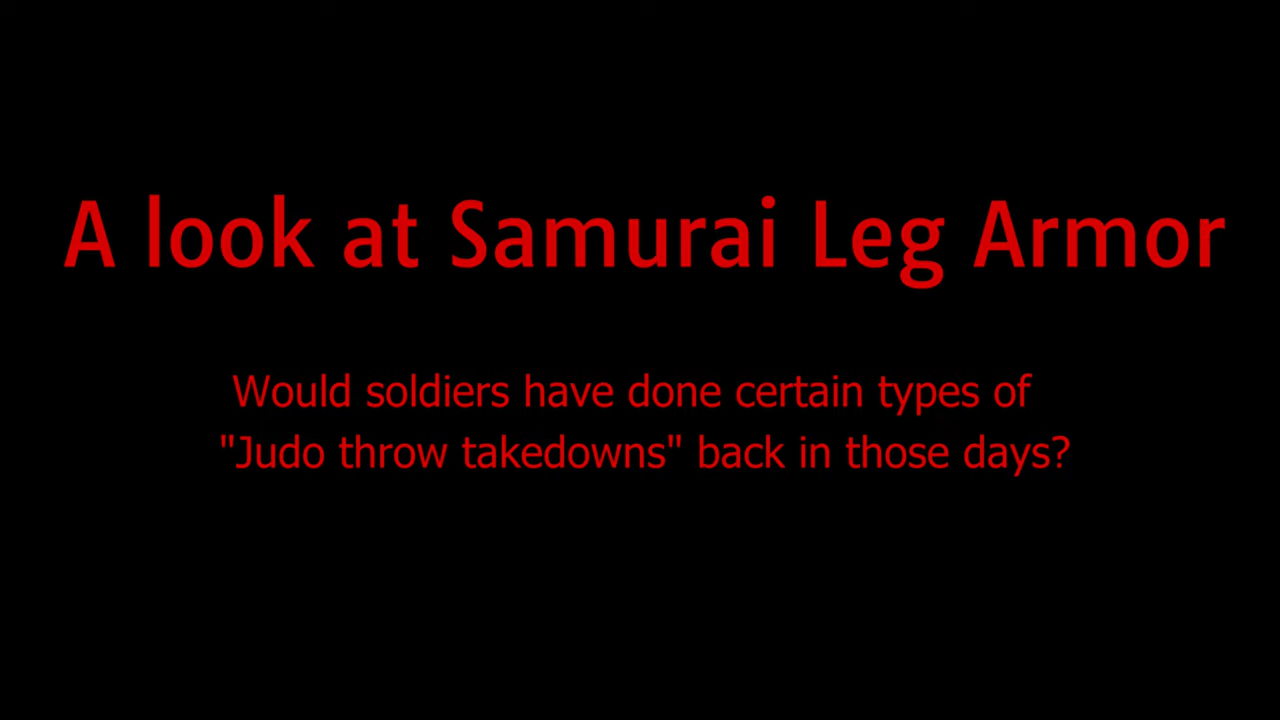 A look at Samurai Leg Armor
Would soldiers have done certain types of
"Judo throw takedowns" back in those days?